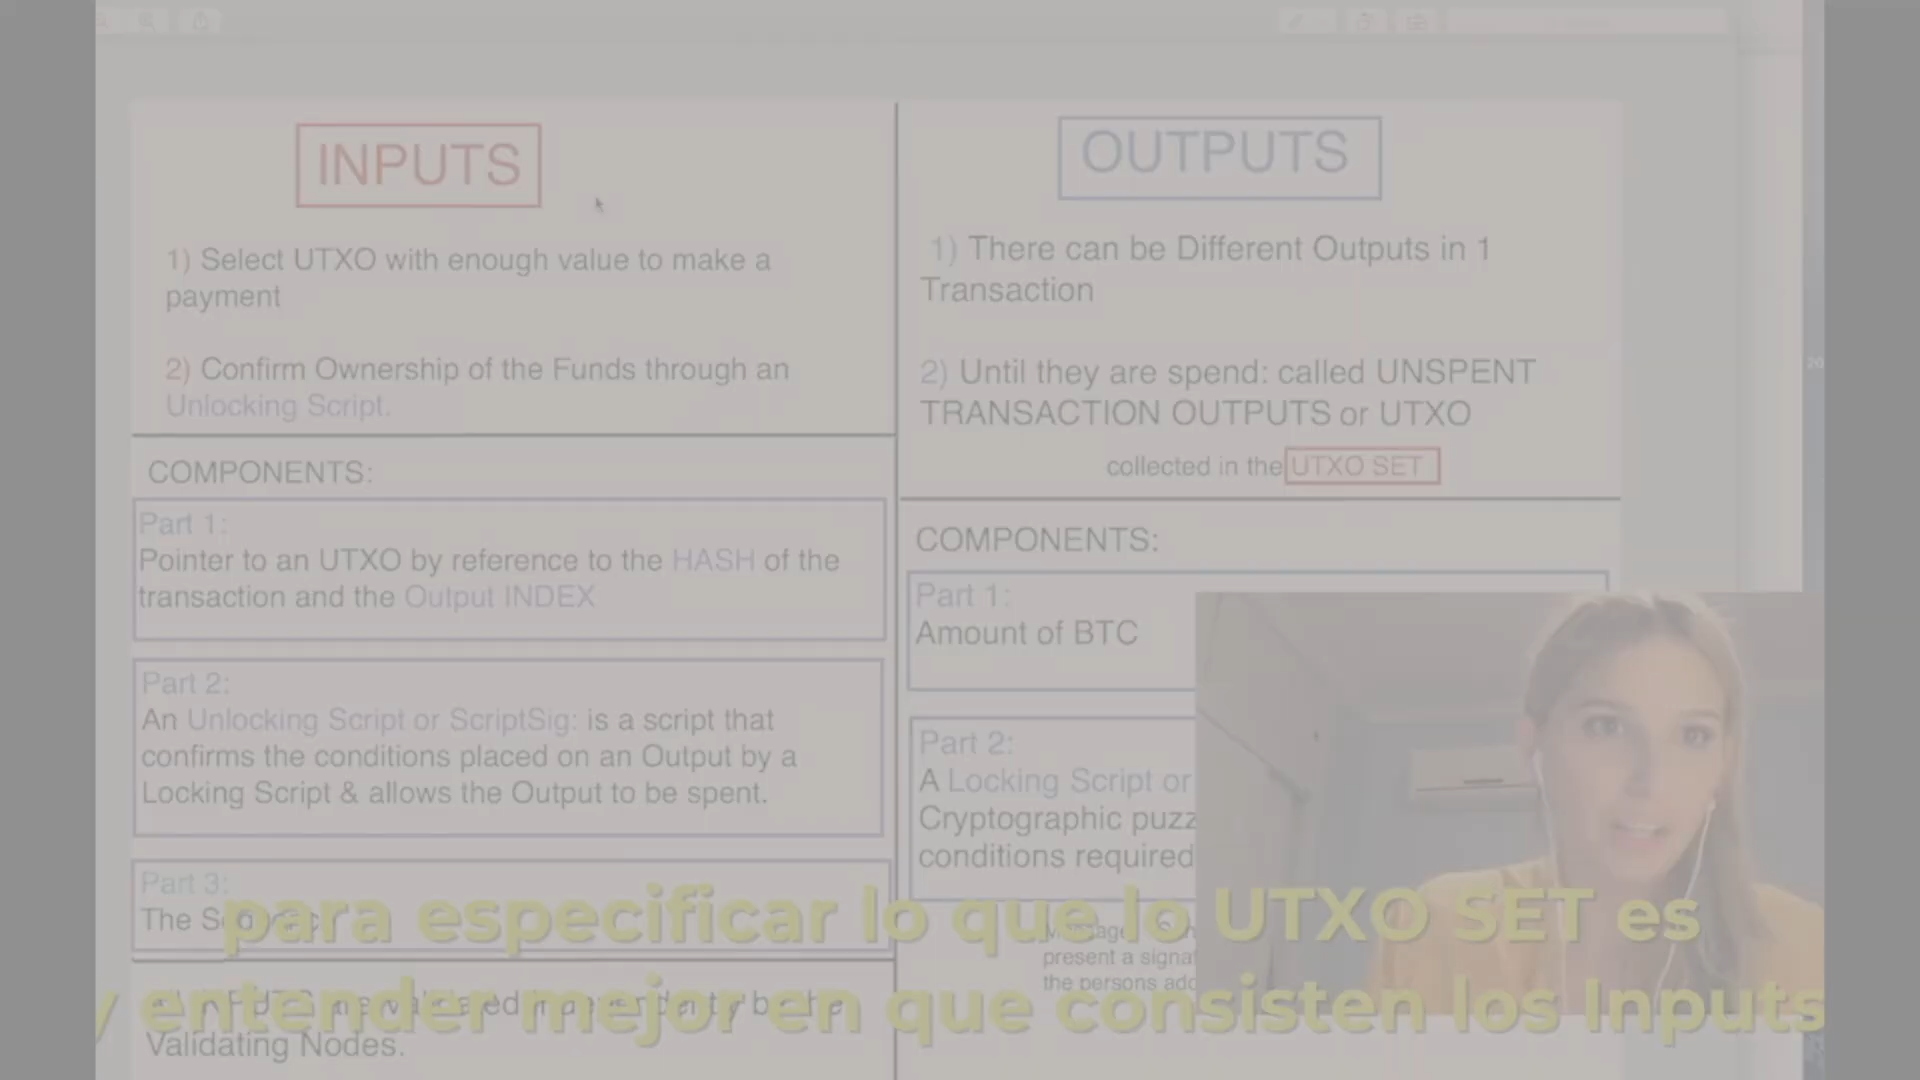 INPUTS
1) Select UTXO with enough value to make a
payment
2) Confirm Ownership of the Funds through an
Unlocking Script.
COMPONENTS:
Part 1:
Pointer to an UTXO by reference to the HASH of the
transaction and the Output INDEX
Part 2:
An Unlocking Script or ScriptSig: is a script that
confirms the conditions placed on an Output by a
Locking Script & allows the Output to be spent.
Part 3:
The
Validating Nodes.
OUTPUTS
1) There can be Different Outputs in 1
Transaction
2) Until they are spend: called UNSPENT
TRANSACTION OUTPUTS or UTXO
collected in the UTXO SET
COMPONENTS:
Part 1:
Amount of BTC
Part 2:
A Locking Script or
Cryptographic
conditions required
present a
the persons
para especificar lo que lo UTXO SET es
y entender mejor en que consisten los Inputs